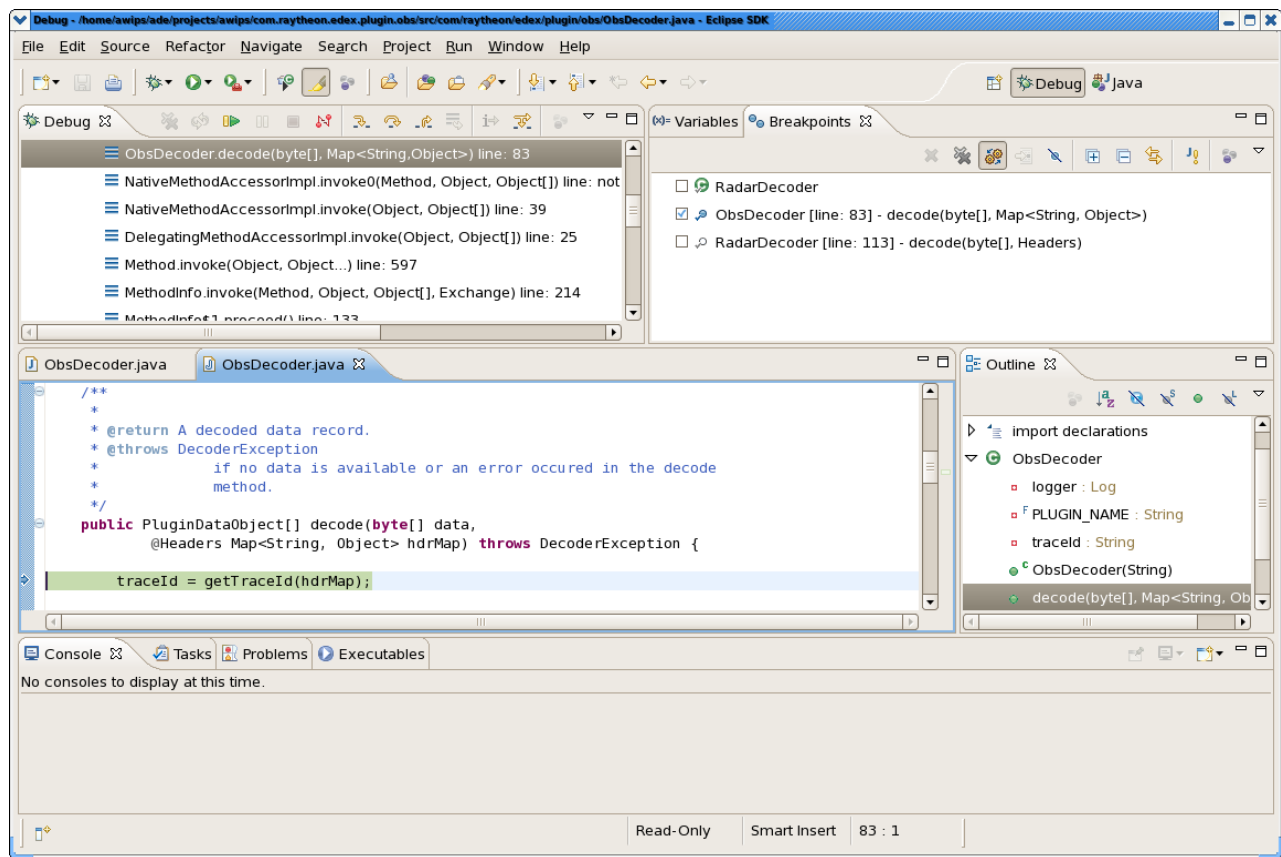 Debug - /home/awips/ade/projects/awips/com.raytheon.edex.plugin.obs/src/com/raytheon/edex/plugin/obs/ObsDecoder.java - Eclipse SDK
File Edit Source Refactor Navigate Search Project Run Window Help
Debug Java
Debug
ObsDecoder.decode(byte[], Map<String,Object>) line: 83
NativeMethodAccessorImpl.invoke0(Method, Object, Object[]) line: not
NativeMethodAccessorImpl.invoke(Object, Object[]) line: 39
DelegatingMethodAccessorImpl.invoke(Object, Object[]) line: 25
Method.invoke(Object, Object...) line: 597
MethodInfo.invoke(Method, Object, Object[], Exchange) line: 214
MethodInfo$1.proceed() line: 133
(x)= Variables Breakpoints
RadarDecoder
ObsDecoder [line: 83] - decode(byte[], Map<String, Object>)
RadarDecoder [line: 113] - decode(byte[], Headers)
ObsDecoder.java ObsDecoder.java
/**
*
* @return A decoded data record.
* @throws DecoderException
* if no data is available or an error occured in the decode
* method.
*/
public PluginDataObject[] decode(byte[] data,
@Headers Map<String, Object> hdrMap) throws DecoderException {
traceId = getTraceId(hdrMap);
Outline
import declarations
ObsDecoder
logger : Log
F PLUGIN_NAME : String
traceId : String
C ObsDecoder(String)
decode(byte[], Map<String, Ob
Console Tasks Problems Executables
No consoles to display at this time.
Read-Only Smart Insert 83 : 1